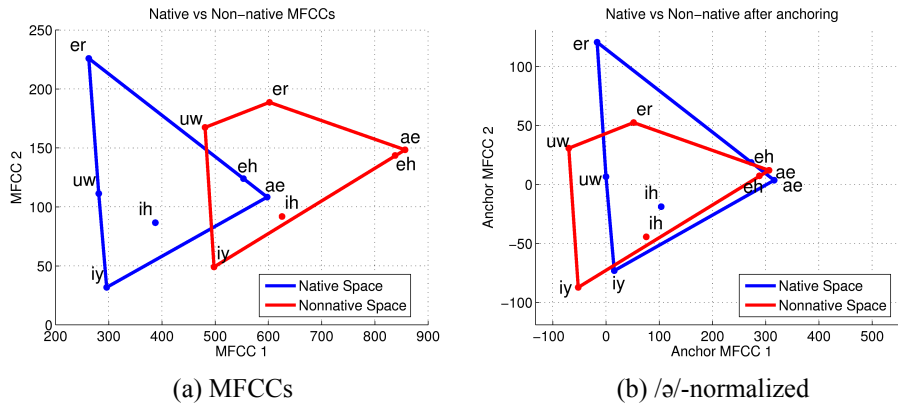 Native vs Non−native MFCCs
250
200
150
100
50
0
200 300 400 500 600 700 800 900
MFCC 2
MFCC 1
er
uw
iy
ih
eh
ae
uw
er
ae
eh
ih
iy
Native Space
Nonnative Space
(a) MFCCs
Native vs Non−native after anchoring
100
50
0
−50
−100
−100 0 100 200 300 400 500
Anchor MFCC 2
Anchor MFCC 1
er
er
uw
uw
eh
ae
eh
ae
ih
ih
iy
iy
Native Space
Nonnative Space
(b) /ə/-normalized